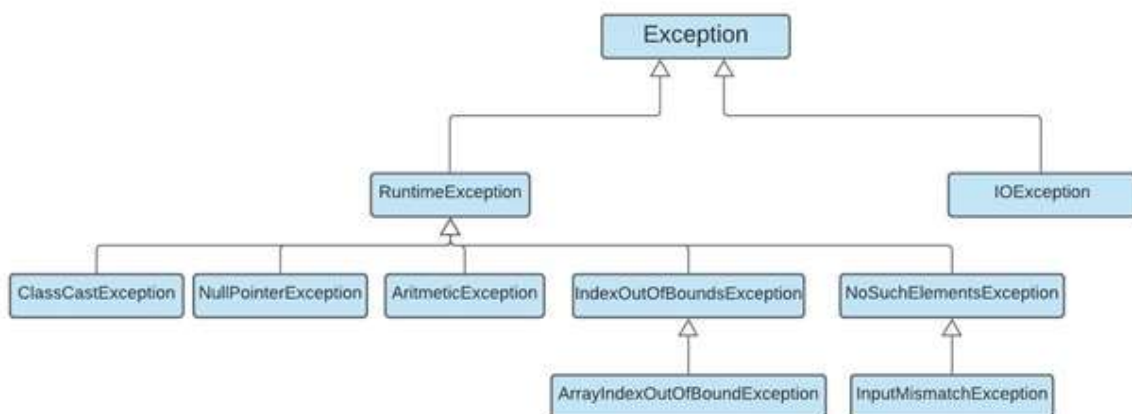 Exception
RuntimeException
IOException
ClassCastException
NullPointerException
AritmeticException
IndexOutOfBoundsException
NoSuchElementsException
ArrayIndexOutOfBoundException
InputMismatchException